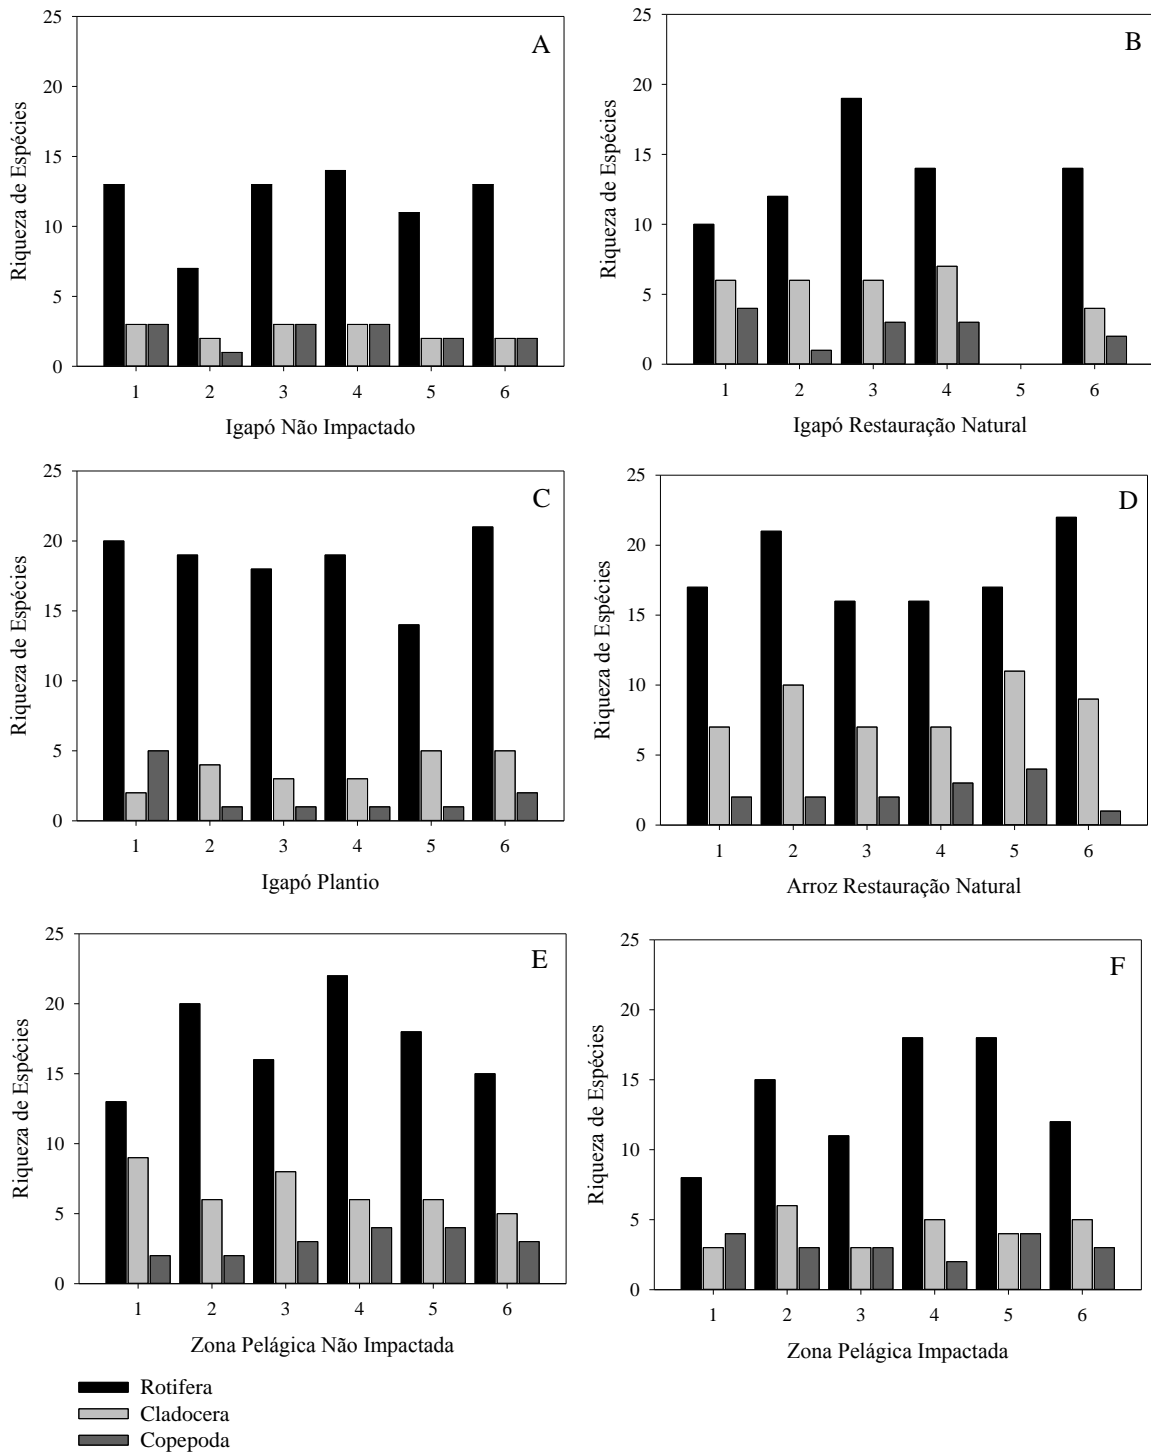 A
Riqueza de Espécies
25
20
15
10
5
0
1 2 3 4 5 6
Igapó Não Impactado
B
Riqueza de Espécies
25
20
15
10
5
0
1 2 3 4 5 6
Igapó Restauração Natural
C
Riqueza de Espécies
25
20
15
10
5
0
1 2 3 4 5 6
Igapó Plantio
D
Riqueza de Espécies
25
20
15
10
5
0
1 2 3 4 5 6
Arroz Restauração Natural
E
Riqueza de Espécies
25
20
15
10
5
0
1 2 3 4 5 6
Zona Pelágica Não Impactada
F
Riqueza de Espécies
25
20
15
10
5
0
1 2 3 4 5 6
Zona Pelágica Impactada
Rotifera
Cladocera
Copepoda